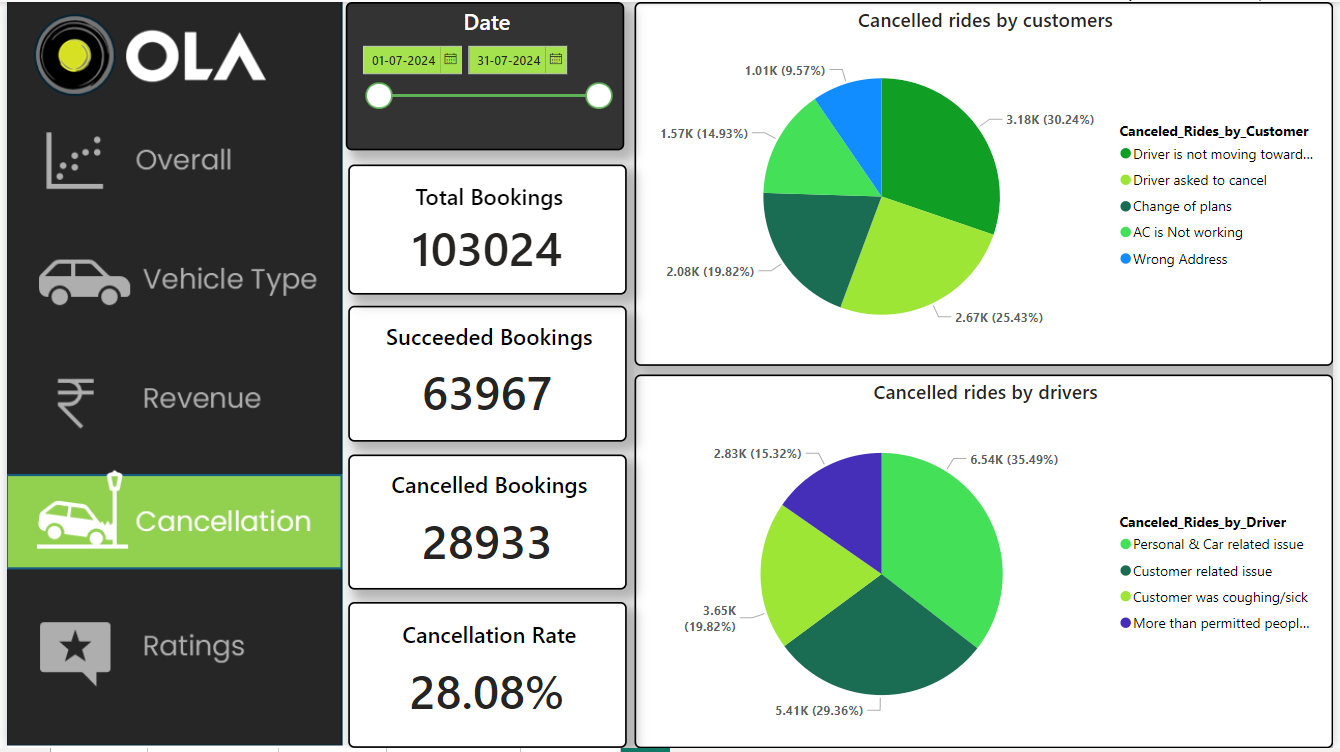 OLA
Overall
Vehicle Type
₹ Revenue
Cancellation
Ratings
Date
01-07-2024 31-07-2024
Total Bookings
103024
Succeeded Bookings
63967
Cancelled Bookings
28933
Cancellation Rate
28.08%
Cancelled rides by customers
1.01K (9.57%)
3.18K (30.24%)
1.57K (14.93%)
2.08K (19.82%)
2.67K (25.43%)
Canceled_Rides_by_Customer
Driver is not moving toward...
Driver asked to cancel
Change of plans
AC is Not working
Wrong Address
Cancelled rides by drivers
2.83K (15.32%)
6.54K (35.49%)
3.65K
(19.82%)
5.41K (29.36%)
Canceled_Rides_by_Driver
Personal & Car related issue
Customer related issue
Customer was coughing/sick
More than permitted peopl...